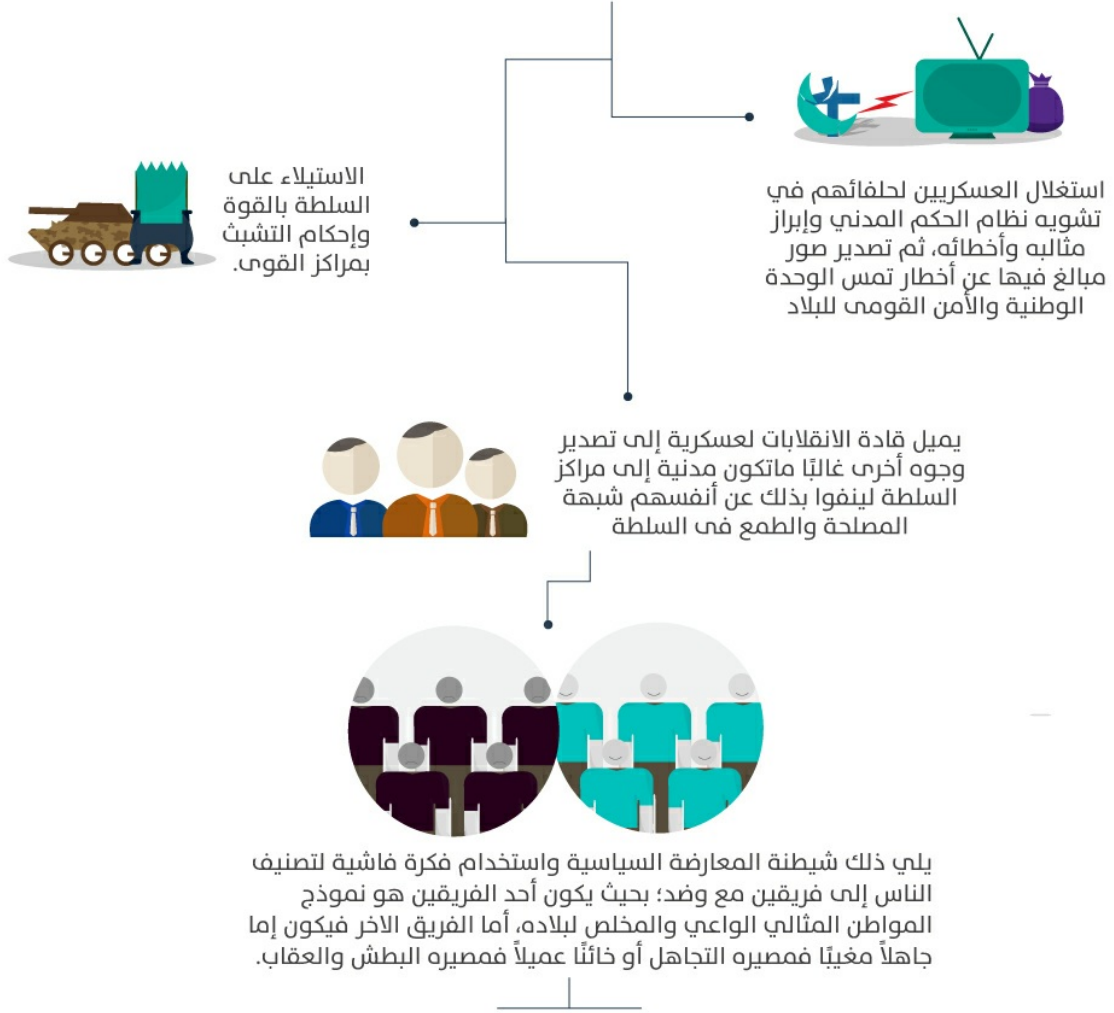 استغلال العسكريين لحلفائهم في
تشويه نظام الحكم المدني وإبراز
مثالبه وأخطائه، ثم تصدير صور
مبالغ فيها عن أخطار تمس الوحدة
الوطنية والأمن القومى للبلاد
الاستيلاء على
السلطة بالقوة
وإحكام التشبث
بمراكز القوى.
يميل قادة الانقلابات لعسكرية إلى تصدير
وجوه أخرى غالبًا ماتكون مدنية إلى مراكز
السلطة لينفوا بذلك عن أنفسهم شبهة
المصلحة والطمع فى السلطة
يلي ذلك شيطنة المعارضة السياسية واستخدام فكرة فاشية لتصنيف
الناس إلى فريقين مع وضد؛ بحيث يكون أحد الفريقين هو نموذج
المواطن المثالي الواعي والمخلص لبلاده، أما الفريق الاخر فيكون إما
جاهلاً مغيبًا فمصيره التجاهل أو خائنًا عميلاً فمصيره البطش والعقاب.